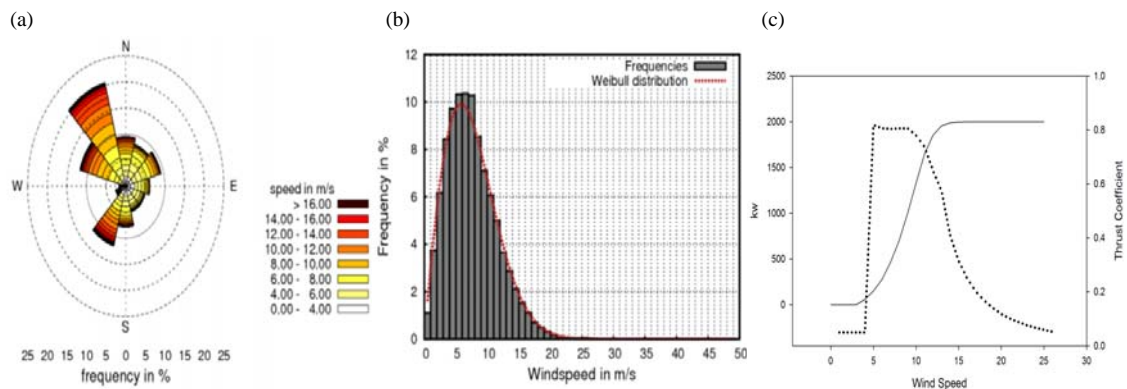 (a)
N
W
E
S
25 20 15 10 5 0 5 10 15 20 25
frequency in %
speed in m/s
> 16.00
14.00 - 16.00
12.00 - 14.00
10.00 - 12.00
8.00 - 10.00
6.00 - 8.00
4.00 - 6.00
0.00 - 4.00
(b)
12
10
8
6
4
2
0
Frequency in %
Frequencies
Weibull distribution
0 5 10 15 20 25 30 35 40 45 50
Windspeed in m/s
(c)
2500
2000
1500
1000
500
0
kw
1.0
0.8
0.6
0.4
0.2
0.0
Thrust Coefficient
0 5 10 15 20 25 30
Wind Speed